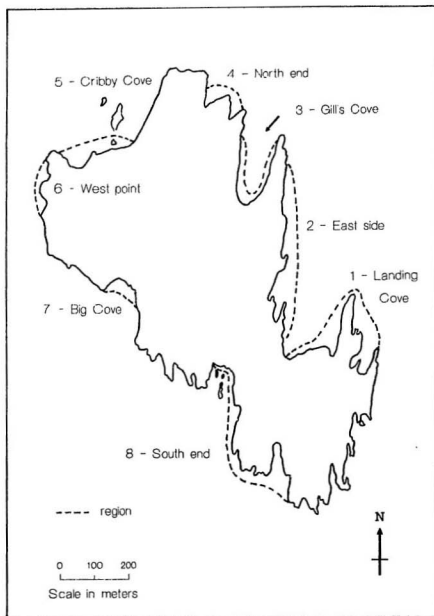 5 - Cribby Cove
4 - North end
3 - Gill's Cove
6 - West point
2 - East side
1 - Landing
Cove
7 - Big Cove
8 - South end
region
N
0 100 200
Scale in meters